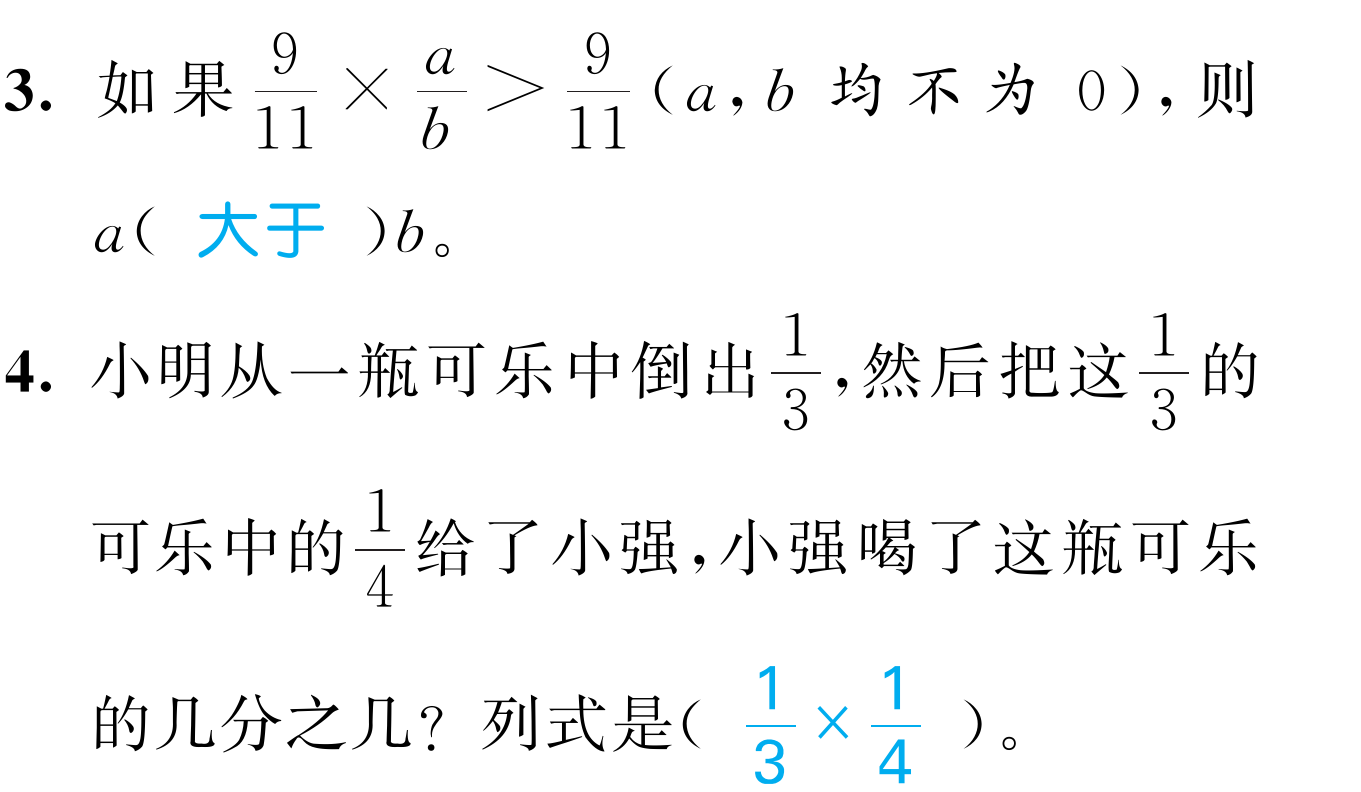 3. 如果 9/11 × a/b > 9/11 (a,b 均不为 0),则
a( 大于 )b。
4. 小明从一瓶可乐中倒出 1/3,然后把这 1/3 的
可乐中的 1/4 给了小强,小强喝了这瓶可乐
的几分之几? 列式是( 1/3 × 1/4 )。